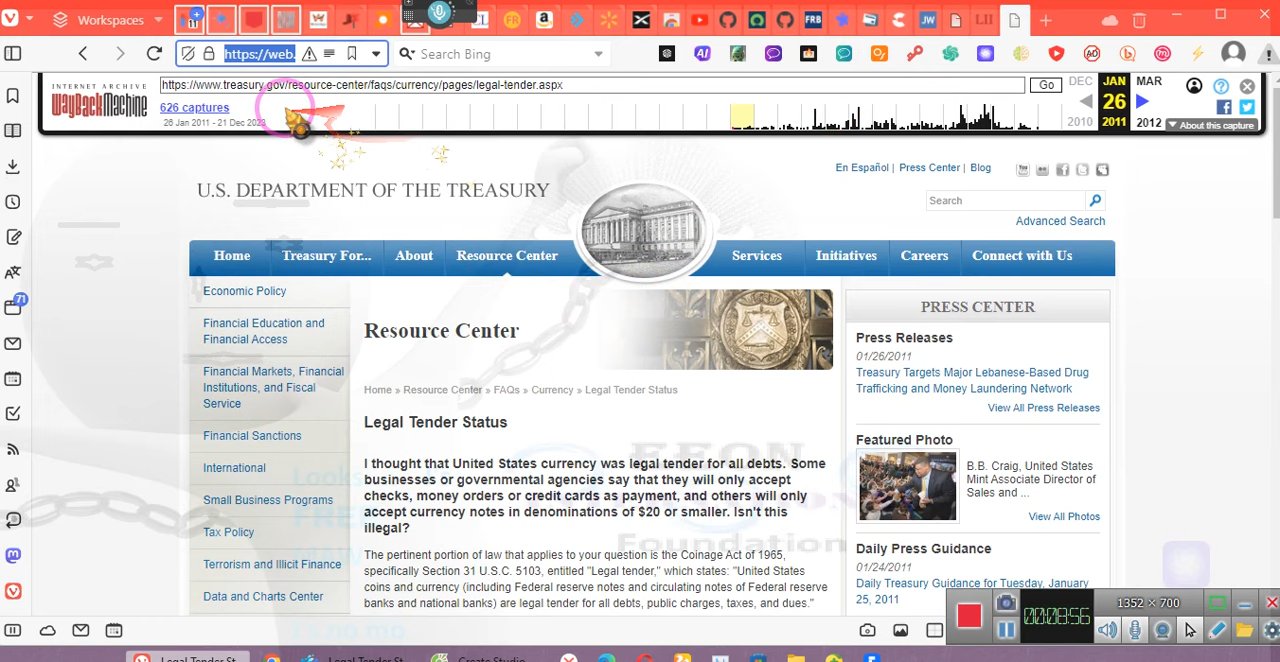 Workspaces
https://web.
Search Bing
INTERNET ARCHIVE
WayBackMachine
https://www.treasury.gov/resource-center/faqs/currency/pages/legal-tender.aspx
Go
DEC
JAN
MAR
626 captures
26
26 Jan 2011 - 21 Dec 2023
2010
2011
2012
About this capture
En Español | Press Center | Blog
U.S. DEPARTMENT OF THE TREASURY
Search
Advanced Search
Home
Treasury For...
About
Resource Center
Services
Initiatives
Careers
Connect with Us
Economic Policy
Financial Education and
Financial Access
Financial Markets, Financial
Institutions, and Fiscal
Service
Financial Sanctions
International
Small Business Programs
Tax Policy
Terrorism and Illicit Finance
Data and Charts Center
Resource Center
Home » Resource Center » FAQs » Currency » Legal Tender Status
Legal Tender Status
I thought that United States currency was legal tender for all debts. Some
businesses or governmental agencies say that they will only accept
checks, money orders or credit cards as payment, and others will only
accept currency notes in denominations of $20 or smaller. Isn't this
illegal?
The pertinent portion of law that applies to your question is the Coinage Act of 1965,
specifically Section 31 U.S.C. 5103, entitled "Legal tender," which states: "United States
coins and currency (including Federal reserve notes and circulating notes of Federal reserve
banks and national banks) are legal tender for all debts, public charges, taxes, and dues."
PRESS CENTER
Press Releases
01/26/2011
Treasury Targets Major Lebanese-Based Drug
Trafficking and Money Laundering Network
View All Press Releases
Featured Photo
B.B. Craig, United States
Mint Associate Director of
Sales and ...
View All Photos
Daily Press Guidance
01/24/2011
Daily Treasury Guidance for Tuesday, January
25, 2011
Foundation
71
00:08:56
1352 × 700
Legal Tender St...
Legal Tender St...
Create Studio